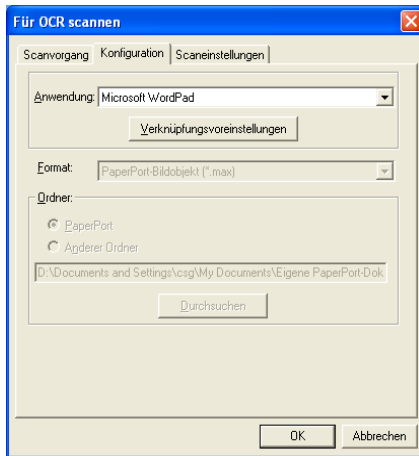 Für OCR scannen
Scanvorgang Konfiguration Scaneinstellungen
Anwendung: Microsoft WordPad
Verknüpfungsvoreinstellungen
Format: PaperPort-Bildobjekt (*.max)
Ordner:
PaperPort
Anderer Ordner
D:\Documents and Settings\csg\My Documents\Eigene PaperPort-Dok
Durchsuchen
OK Abbrechen